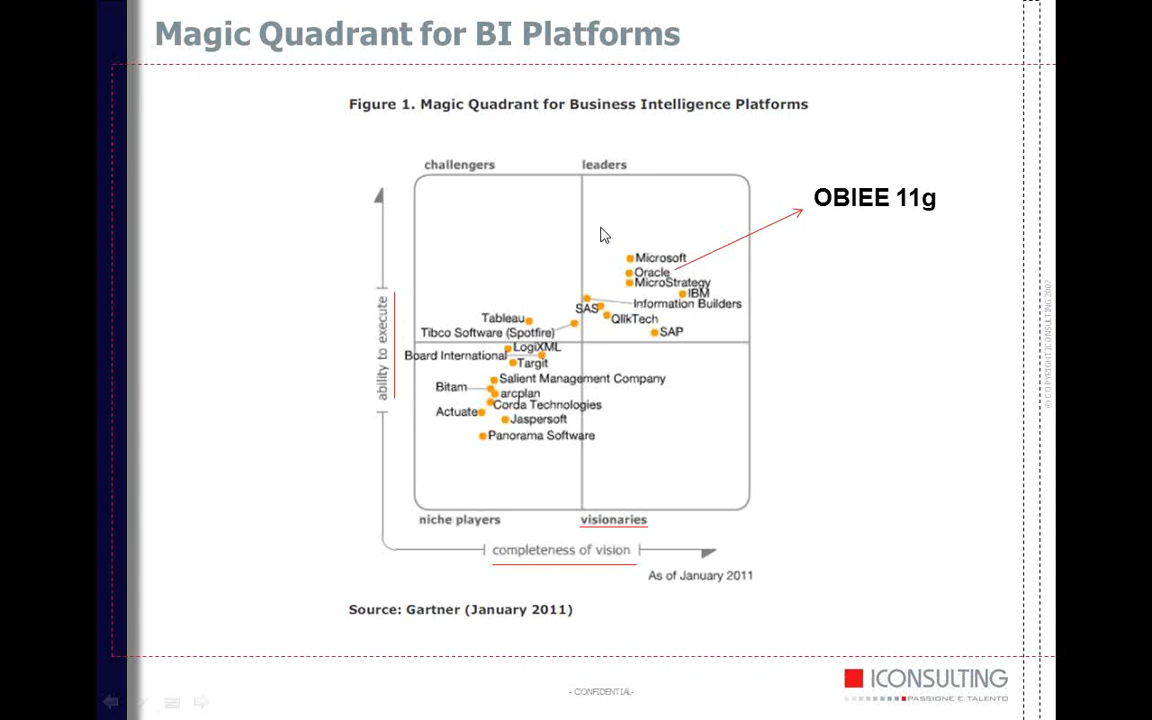 Magic Quadrant for BI Platforms
Figure 1. Magic Quadrant for Business Intelligence Platforms
challengers
leaders
OBIEE 11g
Microsoft
Oracle
MicroStrategy
IBM
Information Builders
SAS
QlikTech
Tableau
Tibco Software (Spotfire)
SAP
LogiXML
Board International
Targit
Salient Management Company
Bitam
arcplan
Corda Technologies
Actuate
Jaspersoft
Panorama Software
ability to execute
niche players
visionaries
completeness of vision
As of January 2011
Source: Gartner (January 2011)
© COPYRIGHT ICONSULTING 2007
- CONFIDENTIAL-
ICONSULTING
PASSIONE E TALENTO